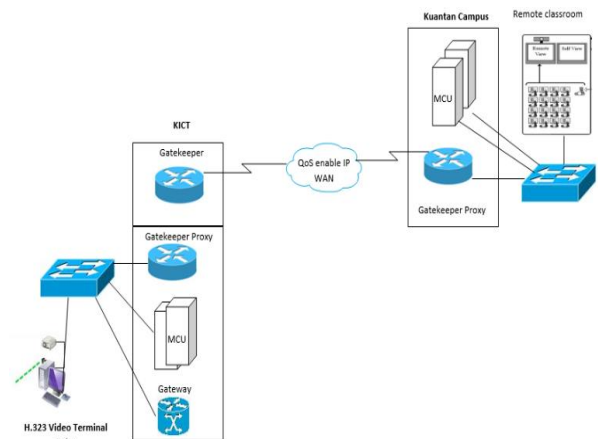 Kuantan Campus
Remote classroom
Remote
View
Self View
MCU
KICT
Gatekeeper
QoS enable IP
WAN
Gatekeeper Proxy
Gatekeeper Proxy
MCU
Gateway
H.323 Video Terminal